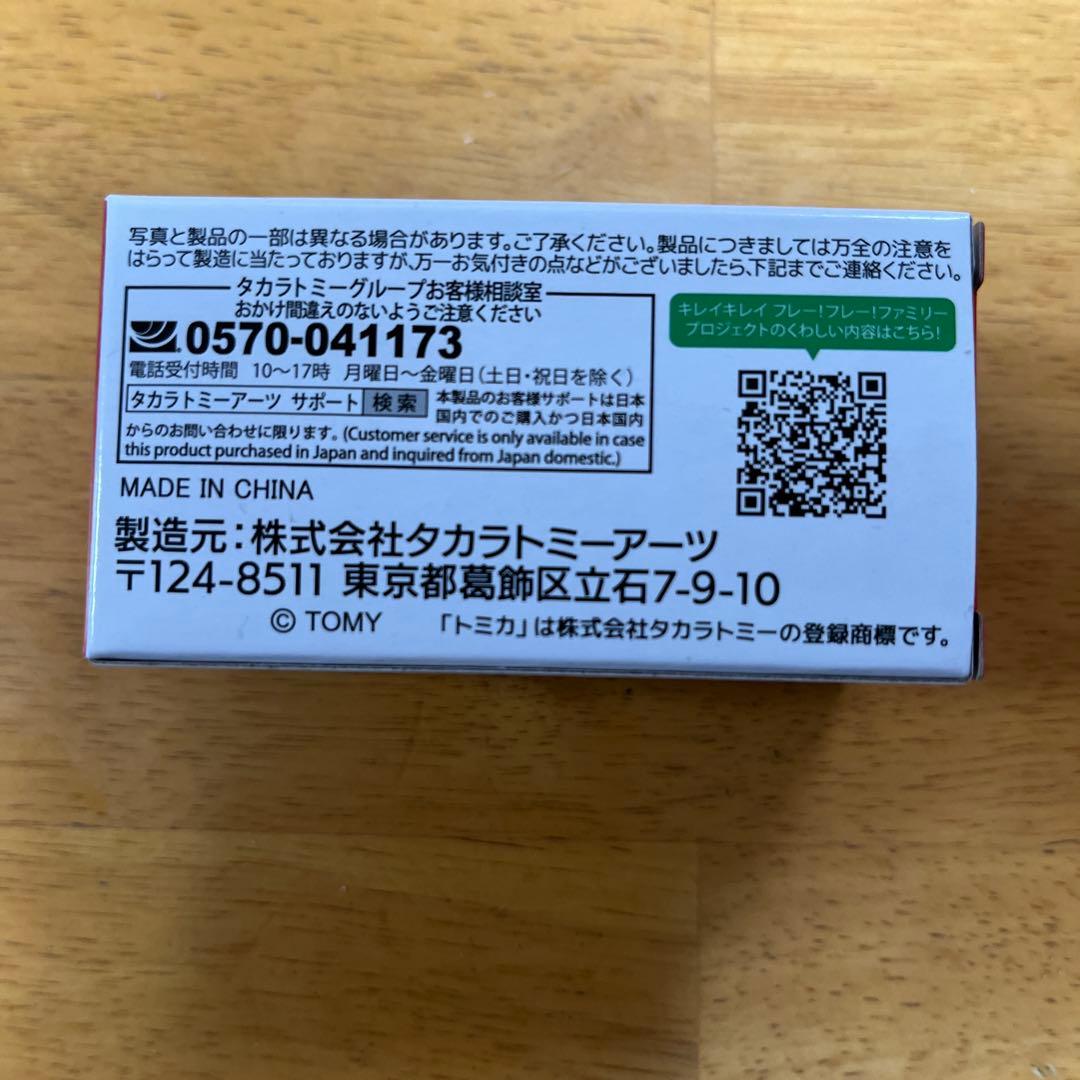 写真と製品の一部は異なる場合があります。ご了承ください。製品につきましては万全の注意を
はらって製造に当たっておりますが、万一お気付きの点などがございましたら、下記までご連絡ください。
タカラトミーグループお客様相談室
おかけ間違えのないようご注意ください
0570-041173
電話受付時間 10～17時 月曜日～金曜日(土日・祝日を除く)
タカラトミーアーツ サポート 検索 本製品のお客様サポートは日本
国内でのご購入かつ日本国内
からのお問い合わせに限ります。(Customer service is only available in case
this product purchased in Japan and inquired from Japan domestic.)
キレイキレイ フレー!フレー!ファミリー
プロジェクトのくわしい内容はこちら!
MADE IN CHINA
製造元:株式会社タカラトミーアーツ
〒124-8511 東京都葛飾区立石7-9-10
© TOMY 「トミカ」は株式会社タカラトミーの登録商標です。